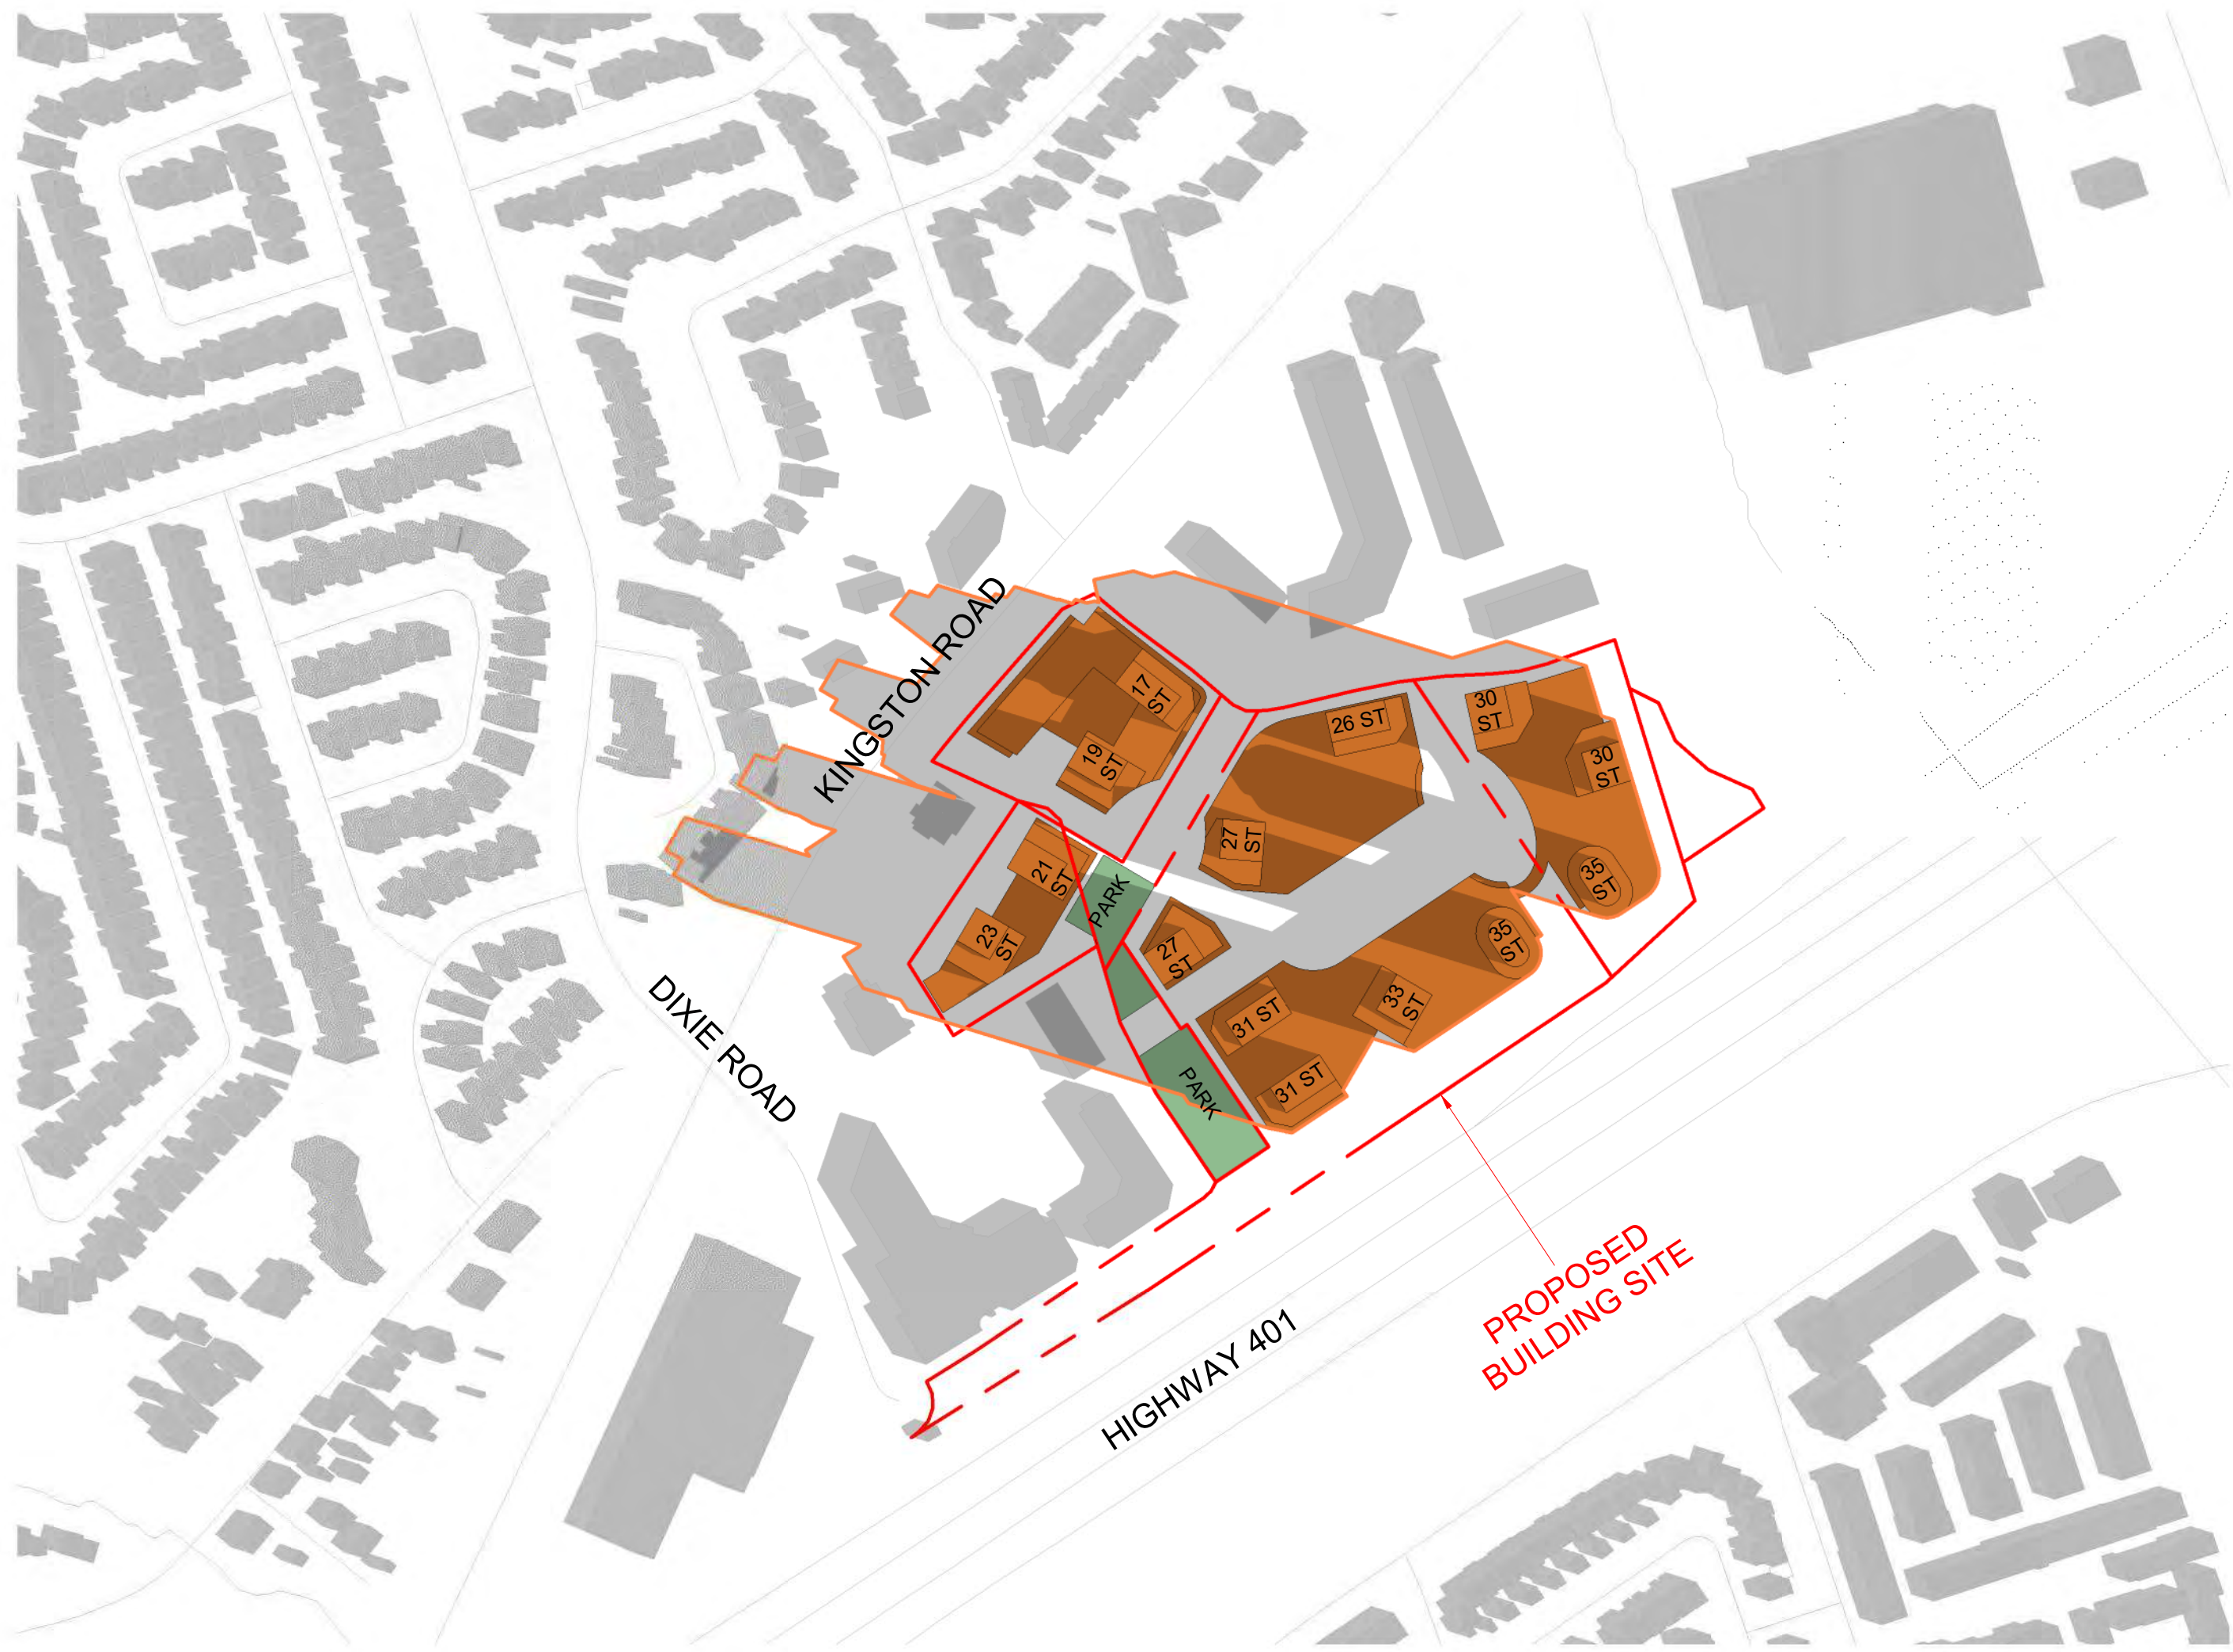 KINGSTON ROAD
17
ST
19
ST
26 ST
30
ST
30
ST
27
ST
35
ST
21
ST
PARK
23
ST
27
ST
35
ST
33
ST
31 ST
31 ST
PARK
DIXIE ROAD
PROPOSED
BUILDING SITE
HIGHWAY 401